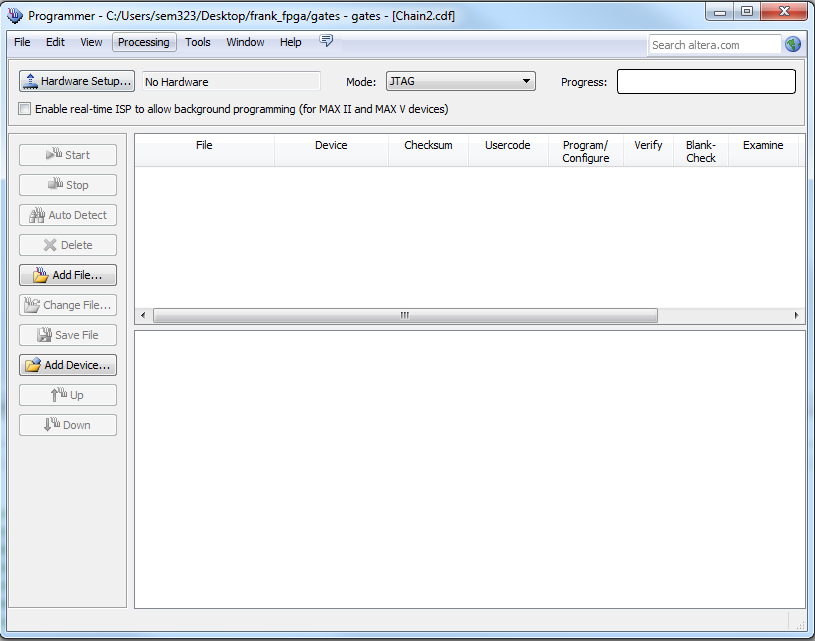 Programmer - C:/Users/sem323/Desktop/frank_fpga/gates - gates - [Chain2.cdf]
File Edit View Processing Tools Window Help
Search altera.com
Hardware Setup... No Hardware Mode: JTAG Progress:
Enable real-time ISP to allow background programming (for MAX II and MAX V devices)
Start
Stop
Auto Detect
Delete
Add File...
Change File...
Save File
Add Device...
Up
Down
File Device Checksum Usercode Program/ Verify Blank- Examine
Configure Check